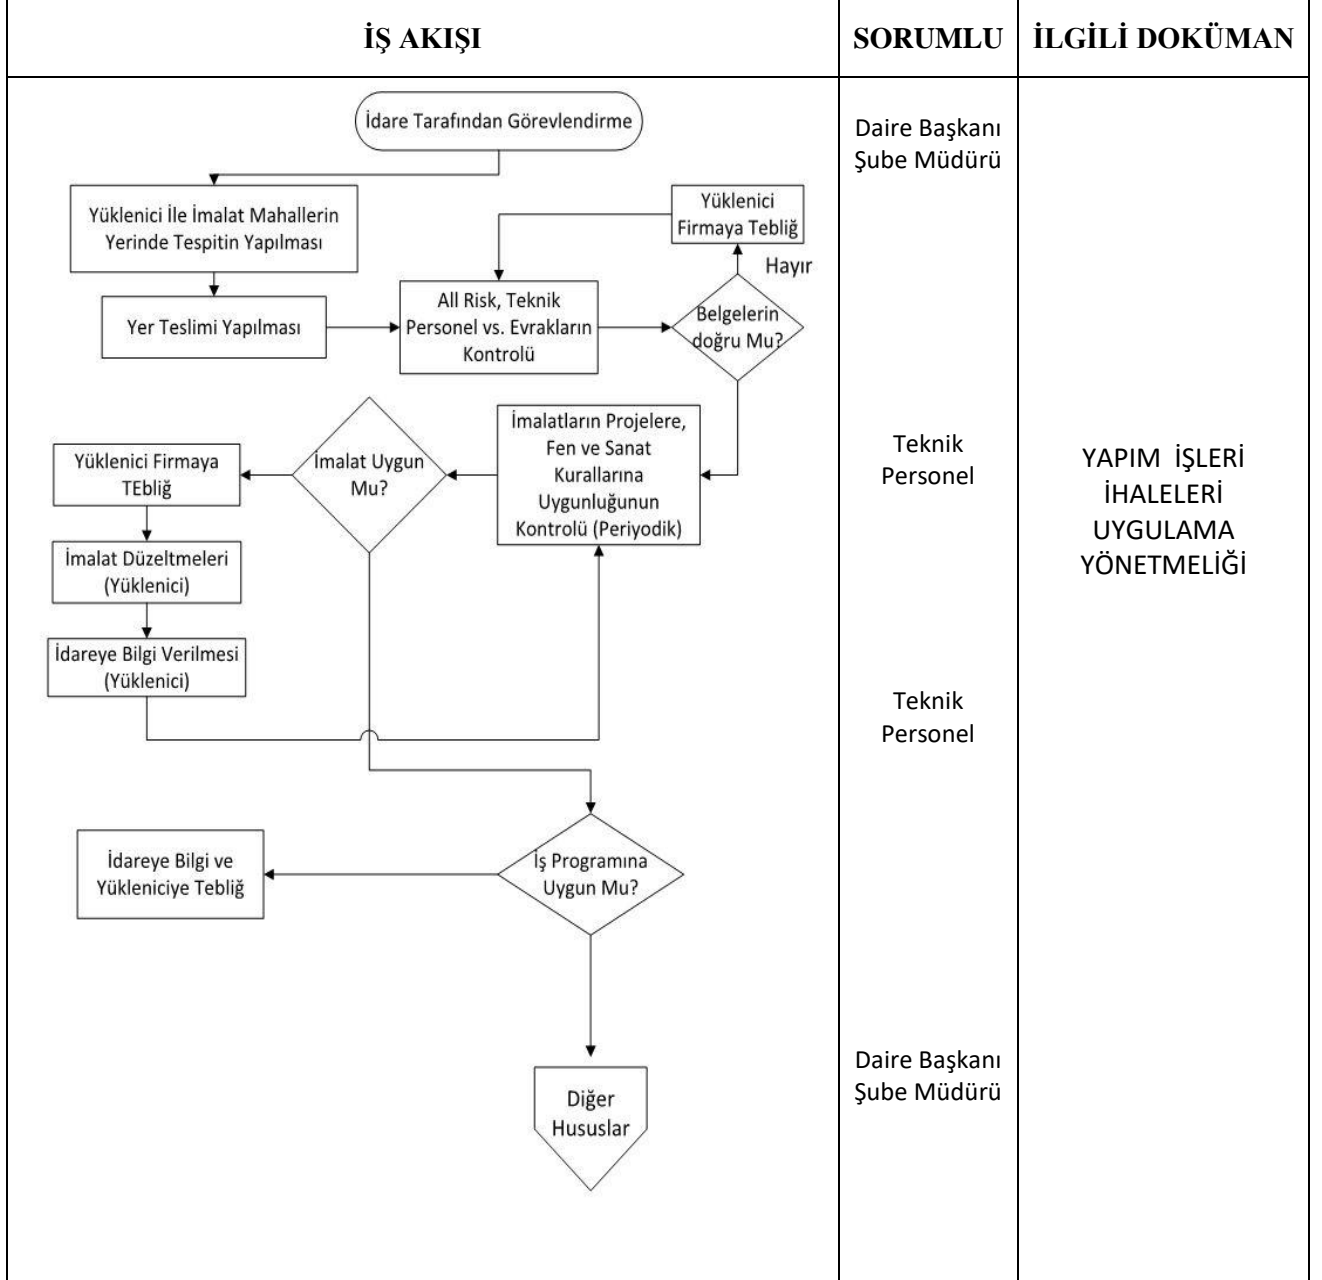 İŞ AKIŞI
SORUMLU
İLGİLİ DOKÜMAN
İdare Tarafından Görevlendirme
Yüklenici İle İmalat Mahallerin
Yerinde Tespitin Yapılması
Yer Teslimi Yapılması
All Risk, Teknik
Personel vs. Evrakların
Kontrolü
Yüklenici
Firmaya Tebliğ
Hayır
Belgelerin
doğru Mu?
İmalatların Projelere,
Fen ve Sanat
Kurallarına
Uygunluğunun
Kontrolü (Periyodik)
İmalat Uygun
Mu?
Yüklenici Firmaya
TEbliğ
İmalat Düzeltmeleri
(Yüklenici)
İdareye Bilgi Verilmesi
(Yüklenici)
İş Programına
Uygun Mu?
İdareye Bilgi ve
Yükleniciye Tebliğ
Diğer
Hususlar
Daire Başkanı
Şube Müdürü
Teknik
Personel
Teknik
Personel
Daire Başkanı
Şube Müdürü
YAPIM İŞLERİ
İHALELERİ
UYGULAMA
YÖNETMELİĞİ